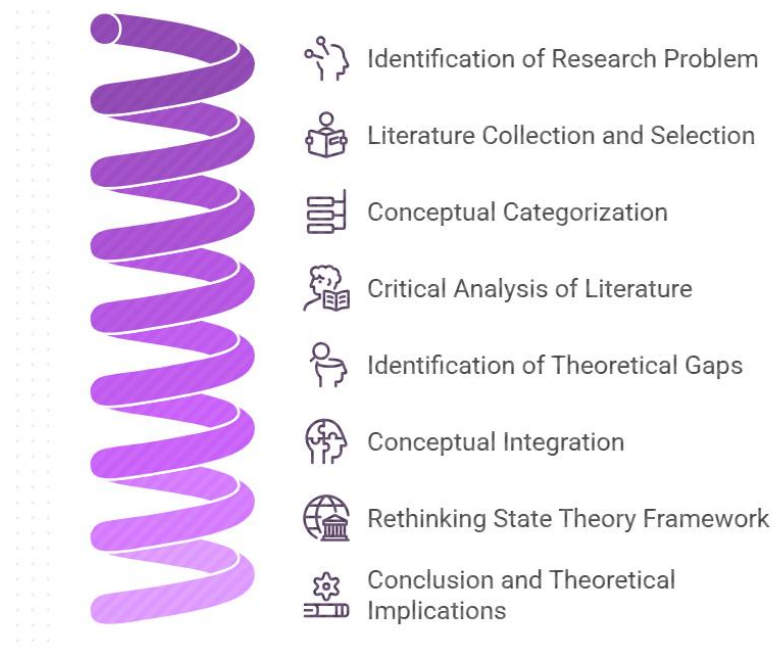 Identification of Research Problem
Literature Collection and Selection
Conceptual Categorization
Critical Analysis of Literature
Identification of Theoretical Gaps
Conceptual Integration
Rethinking State Theory Framework
Conclusion and Theoretical
Implications